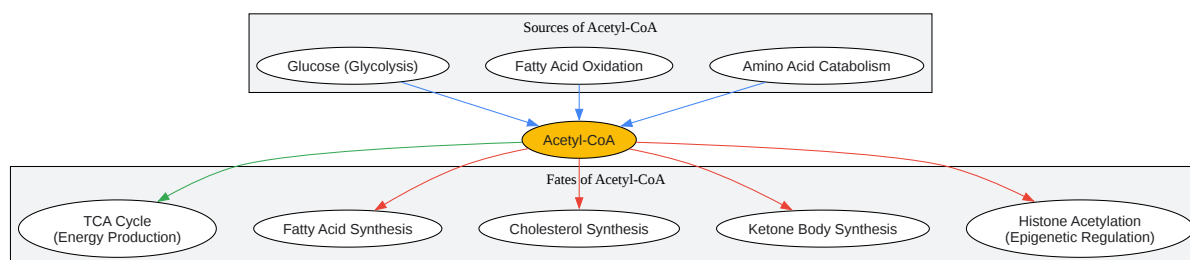 Sources of Acetyl-CoA
Glucose (Glycolysis)
Fatty Acid Oxidation
Amino Acid Catabolism
Acetyl-CoA
Fates of Acetyl-CoA
TCA Cycle
(Energy Production)
Fatty Acid Synthesis
Cholesterol Synthesis
Ketone Body Synthesis
Histone Acetylation
(Epigenetic Regulation)